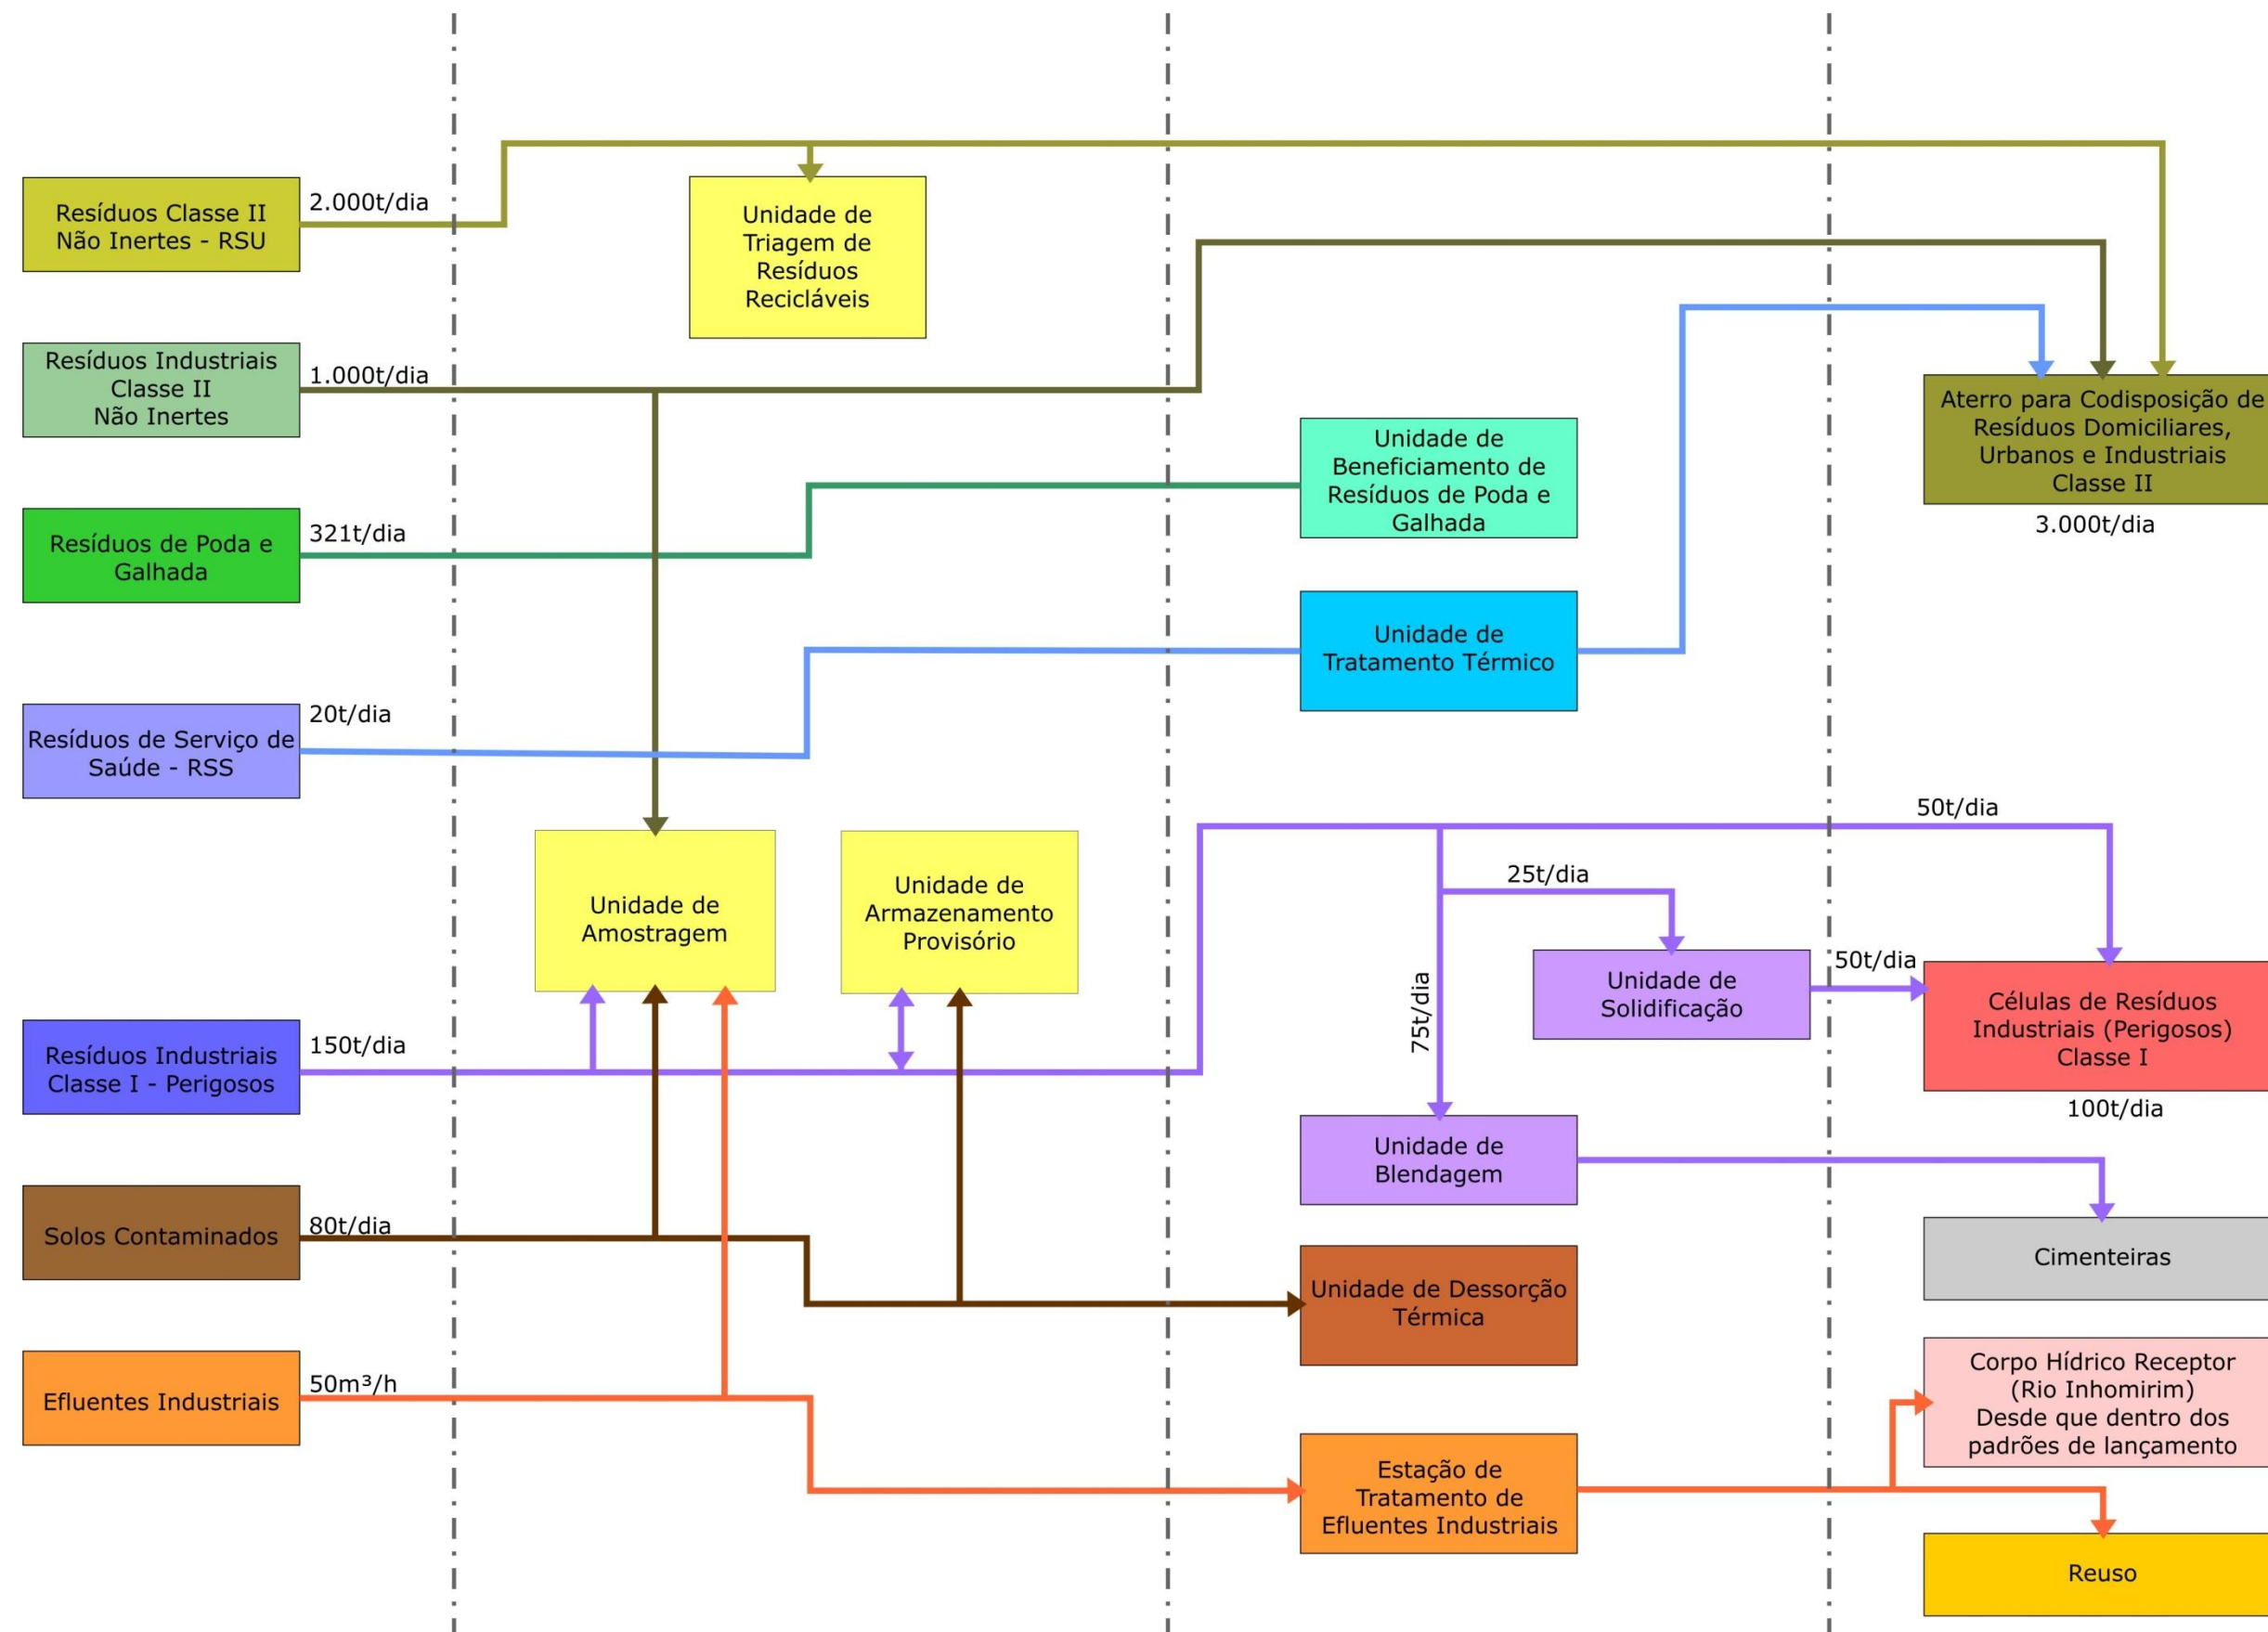 Resíduos Classe II
Não Inertes - RSU
2.000t/dia
Unidade de
Triagem de
Resíduos
Recicláveis
Resíduos Industriais
Classe II
Não Inertes
1.000t/dia
Aterro para Codisposição de
Resíduos Domiciliares,
Urbanos e Industriais
Classe II
3.000t/dia
Unidade de
Beneficiamento de
Resíduos de Poda e
Galhada
Resíduos de Poda e
Galhada
321t/dia
Unidade de
Tratamento Térmico
Resíduos de Serviço de
Saúde - RSS
20t/dia
Unidade de
Amostragem
Unidade de
Armazenamento
Provisório
50t/dia
25t/dia
75t/dia
Unidade de
Solidificação
50t/dia
Células de Resíduos
Industriais (Perigosos)
Classe I
100t/dia
Resíduos Industriais
Classe I - Perigosos
150t/dia
Unidade de
Blendagem
Solos Contaminados
80t/dia
Cimenteiras
Unidade de Dessorção
Térmica
Efluentes Industriais
50m³/h
Corpo Hídrico Receptor
(Rio Inhomirim)
Desde que dentro dos
padrões de lançamento
Estação de
Tratamento de
Efluentes Industriais
Reuso